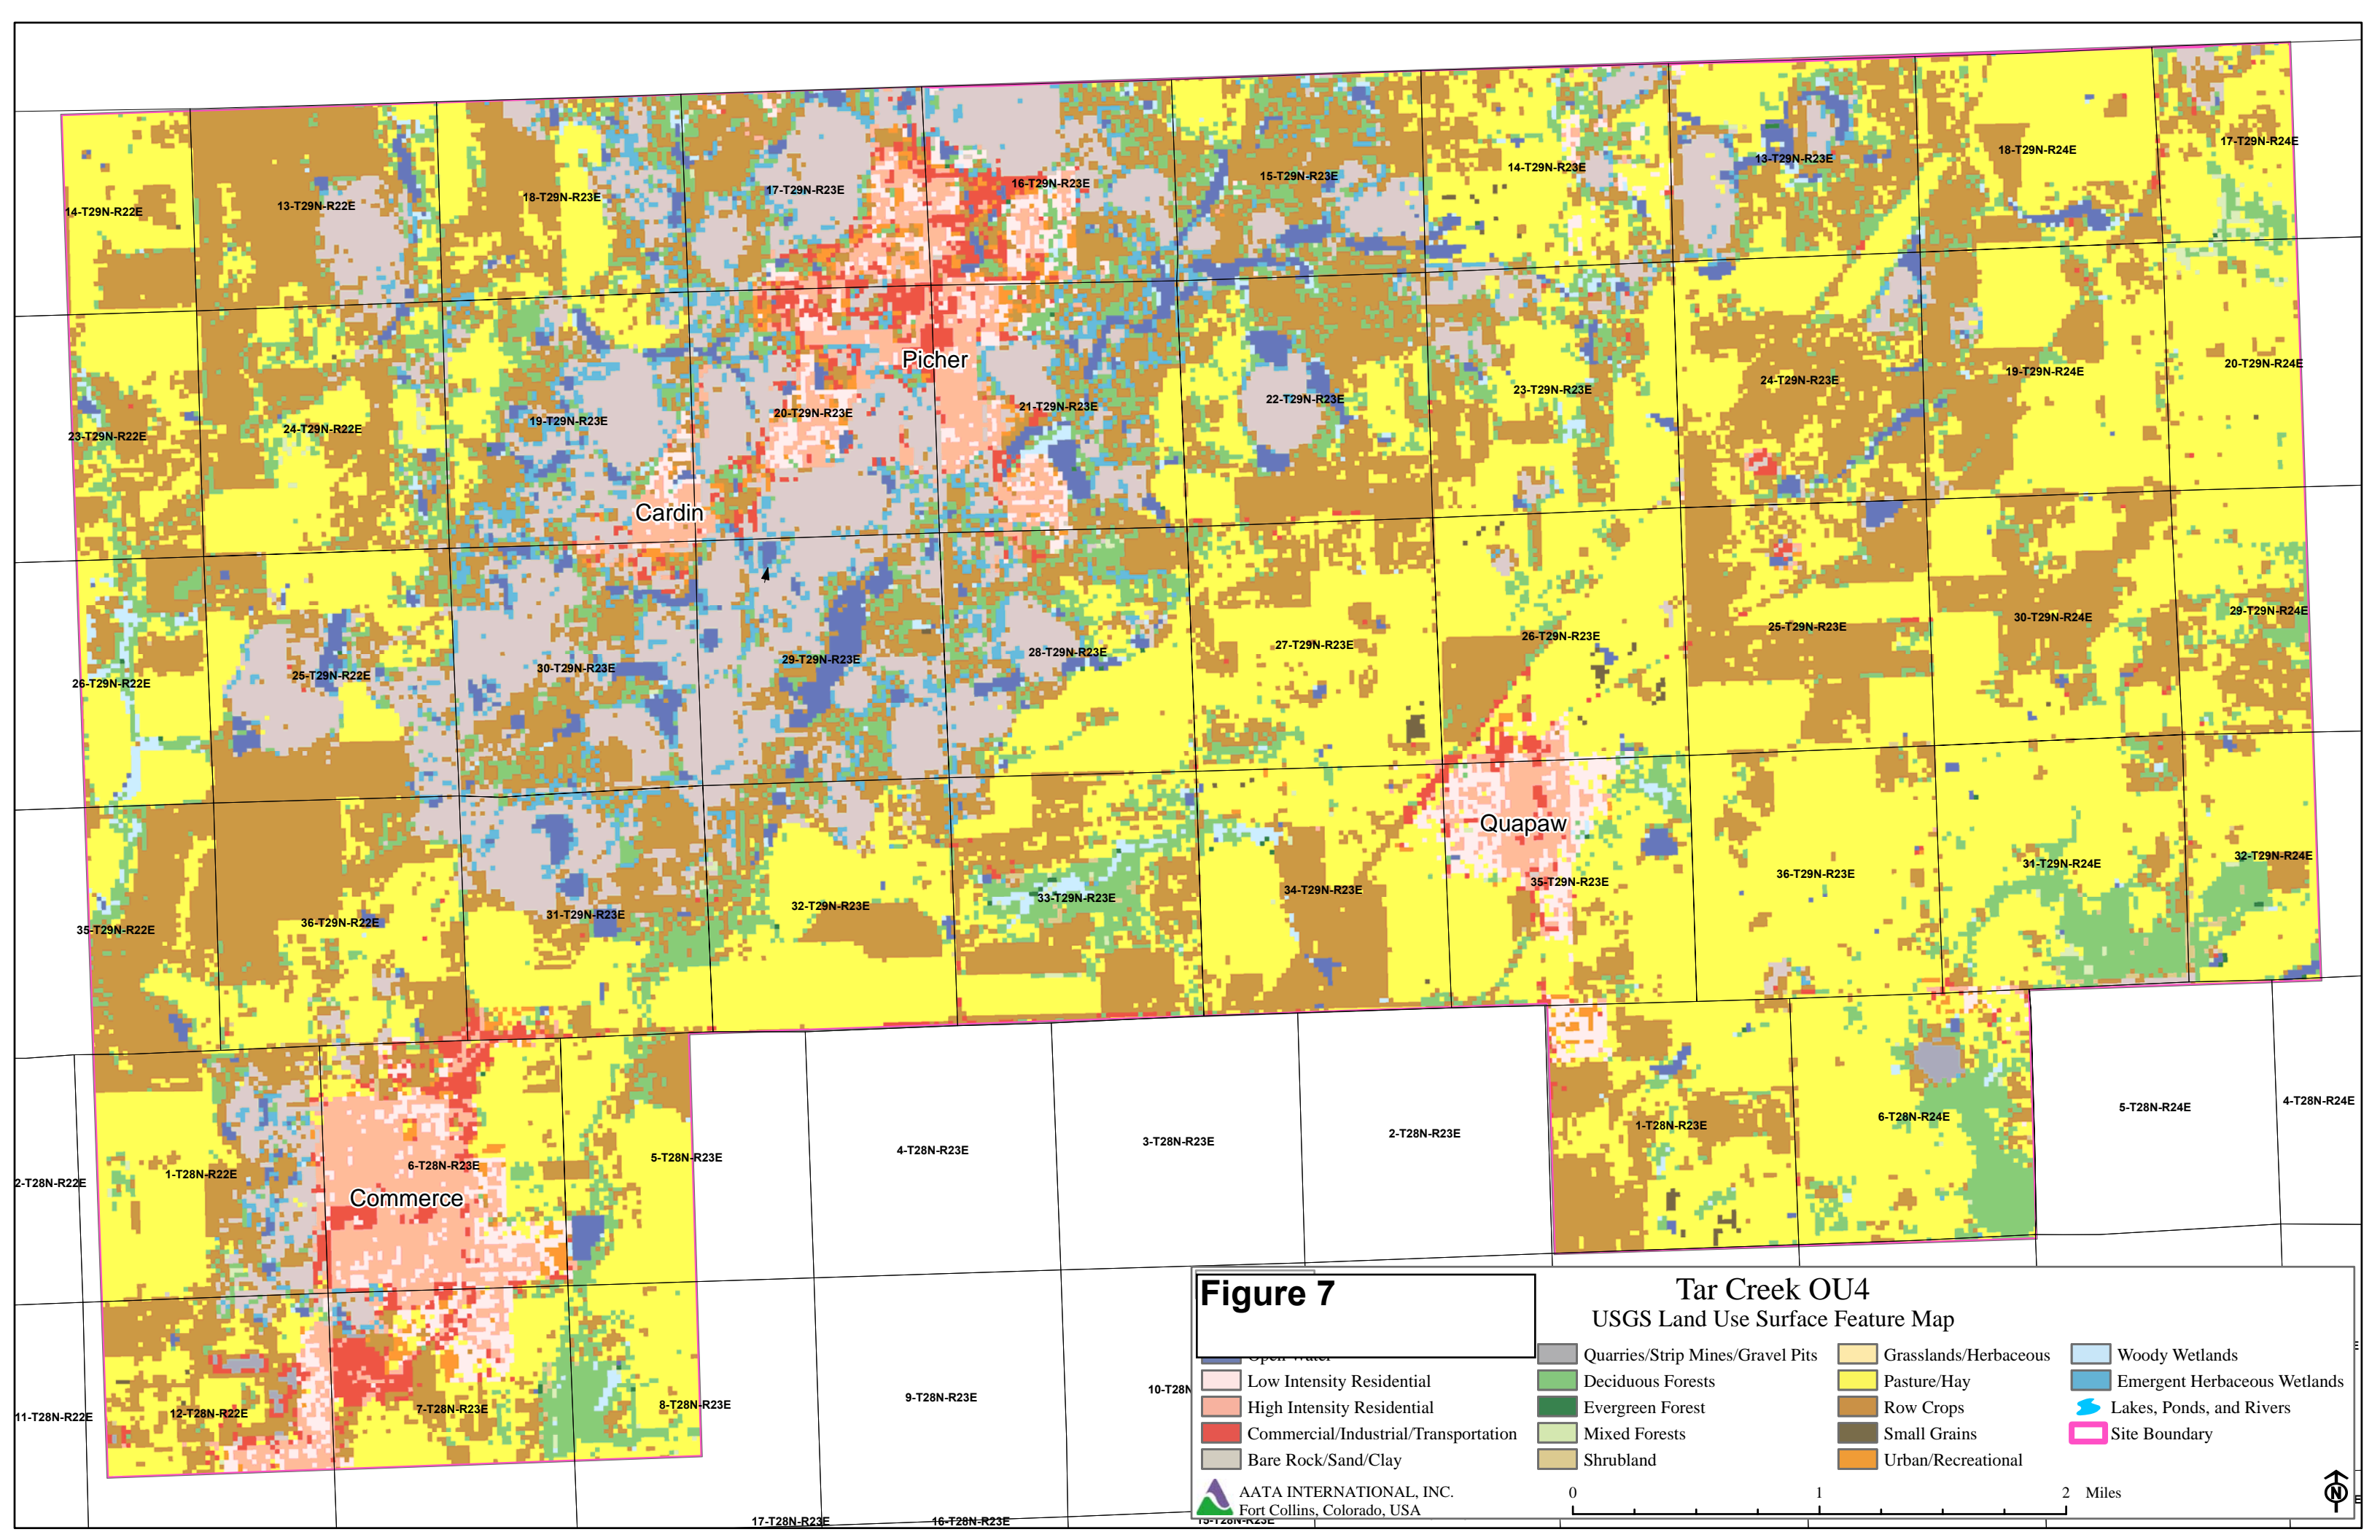 17-T29N-R24E
18-T29N-R24E
13-T29N-R23E
14-T29N-R23E
15-T29N-R23E
16-T29N-R23E
17-T29N-R23E
18-T29N-R23E
13-T29N-R22E
14-T29N-R22E
Picher
20-T29N-R24E
19-T29N-R24E
24-T29N-R23E
23-T29N-R23E
22-T29N-R23E
21-T29N-R23E
20-T29N-R23E
19-T29N-R23E
24-T29N-R22E
23-T29N-R22E
Cardin
29-T29N-R24E
30-T29N-R24E
25-T29N-R23E
26-T29N-R23E
27-T29N-R23E
28-T29N-R23E
29-T29N-R23E
30-T29N-R23E
25-T29N-R22E
26-T29N-R22E
Quapaw
32-T29N-R24E
31-T29N-R24E
36-T29N-R23E
35-T29N-R23E
34-T29N-R23E
33-T29N-R23E
32-T29N-R23E
31-T29N-R23E
36-T29N-R22E
35-T29N-R22E
4-T28N-R24E
5-T28N-R24E
6-T28N-R24E
1-T28N-R23E
2-T28N-R23E
3-T28N-R23E
4-T28N-R23E
5-T28N-R23E
6-T28N-R23E
1-T28N-R22E
2-T28N-R22E
Commerce
10-T28N
9-T28N-R23E
8-T28N-R23E
7-T28N-R23E
12-T28N-R22E
11-T28N-R22E
17-T28N-R23E
16-T28N-R23E
15-T28N-R23E
Figure 7
Tar Creek OU4
USGS Land Use Surface Feature Map
Open Water
Low Intensity Residential
High Intensity Residential
Commercial/Industrial/Transportation
Bare Rock/Sand/Clay
Quarries/Strip Mines/Gravel Pits
Deciduous Forests
Evergreen Forest
Mixed Forests
Shrubland
Grasslands/Herbaceous
Pasture/Hay
Row Crops
Small Grains
Urban/Recreational
Woody Wetlands
Emergent Herbaceous Wetlands
Lakes, Ponds, and Rivers
Site Boundary
AATA INTERNATIONAL, INC.
Fort Collins, Colorado, USA
0 1 2 Miles
N